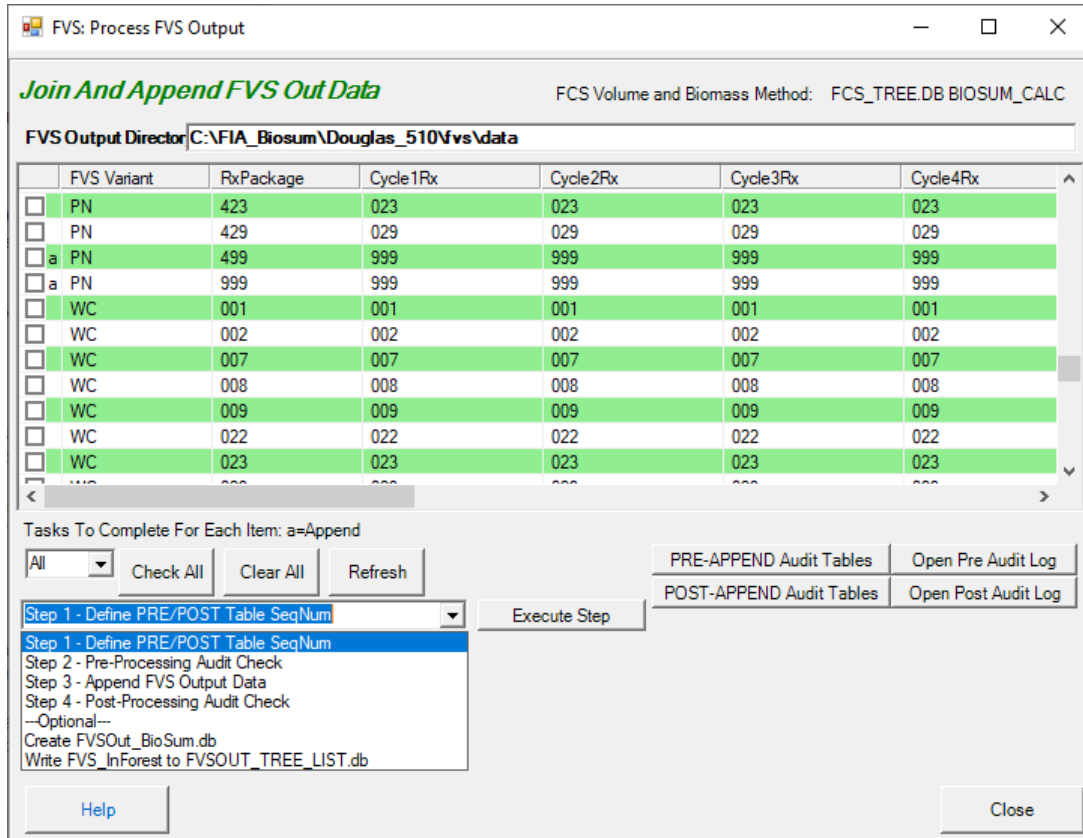 FVS: Process FVS Output
Join And Append FVS Out Data
FCS Volume and Biomass Method: FCS_TREE.DB BIOSUM_CALC
FVS Output Director C:\FIA_Biosum\Douglas_510\fvs\data
FVS Variant RxPackage Cycle1Rx Cycle2Rx Cycle3Rx Cycle4Rx
PN 423 023 023 023 023
PN 429 029 029 029 029
a PN 499 999 999 999 999
a PN 999 999 999 999 999
WC 001 001 001 001 001
WC 002 002 002 002 002
WC 007 007 007 007 007
WC 008 008 008 008 008
WC 009 009 009 009 009
WC 022 022 022 022 022
WC 023 023 023 023 023
Tasks To Complete For Each Item: a=Append
All Check All Clear All Refresh
PRE-APPEND Audit Tables Open Pre Audit Log
POST-APPEND Audit Tables Open Post Audit Log
Step 1 - Define PRE/POST Table SeqNum Execute Step
Step 1 - Define PRE/POST Table SeqNum
Step 2 - Pre-Processing Audit Check
Step 3 - Append FVS Output Data
Step 4 - Post-Processing Audit Check
---Optional---
Create FVSOut_BioSum.db
Write FVS_InForest to FVSOUT_TREE_LIST.db
Help Close